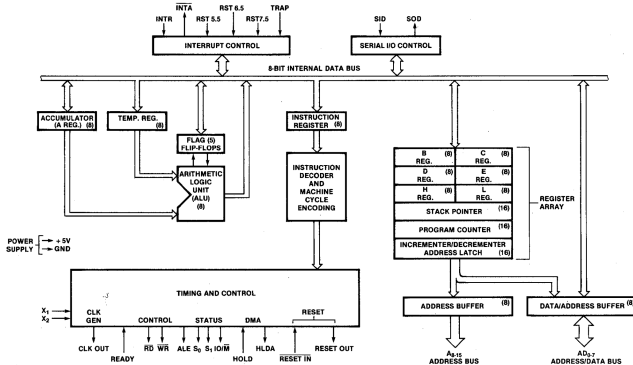 INTR
INTA
RST 5.5
RST 6.5
RST7.5
TRAP
SID
SOD
INTERRUPT CONTROL
SERIAL I/O CONTROL
8-BIT INTERNAL DATA BUS
ACCUMULATOR
(A REG.) (8)
TEMP. REG.
(8)
FLAG (5)
FLIP-FLOPS
ARITHMETIC
LOGIC
UNIT
(ALU)
(8)
INSTRUCTION
REGISTER (8)
INSTRUCTION
DECODER
AND
MACHINE
CYCLE
ENCODING
B (8) C (8)
REG. REG.
D (8) E (8)
REG. REG.
H (8) L (8)
REG. REG.
STACK POINTER (16)
PROGRAM COUNTER (16)
INCREMENTER/DECREMENTER
ADDRESS LATCH (16)
REGISTER
ARRAY
POWER
SUPPLY
+5V
GND
TIMING AND CONTROL
X1
X2
CLK
GEN
CONTROL
STATUS
DMA
RESET
CLK OUT
READY
RD
WR
ALE
S0
S1
IO/M
HOLD
HLDA
RESET IN
RESET OUT
ADDRESS BUFFER (8)
DATA/ADDRESS BUFFER (8)
A8-15
ADDRESS BUS
AD0-7
ADDRESS/DATA BUS